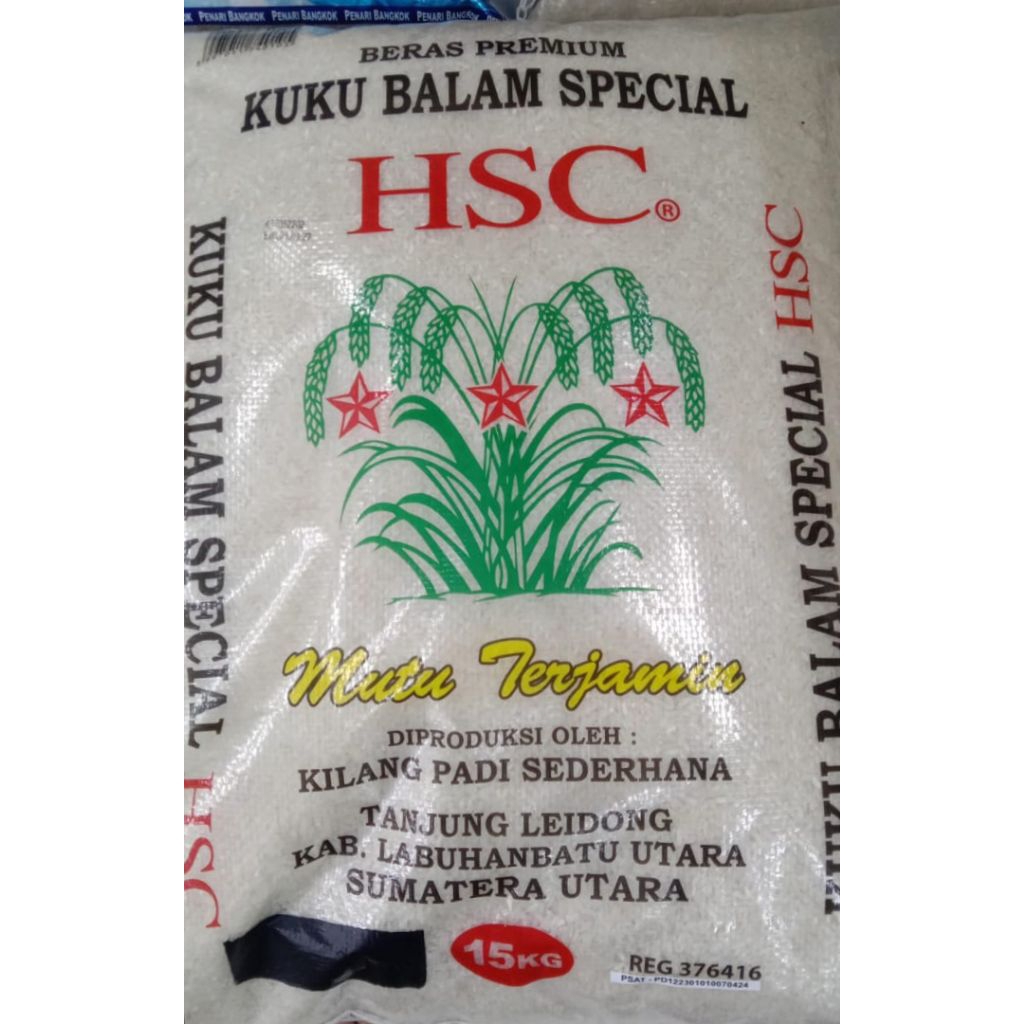 PENARI BANGKOK PENARI BANGKOK PENARI BANGKOK PENARI BANGKOK
BERAS PREMIUM
KUKU BALAM SPECIAL
HSC®
KUKU BALAM SPECIAL HSC
KUKU BALAM SPECIAL HSC
Mutu Terjamin
DIPRODUKSI OLEH :
KILANG PADI SEDERHANA
TANJUNG LEIDONG
KAB. LABUHANBATU UTARA
SUMATERA UTARA
15KG
REG 376416
PSAT - PD122301010070424